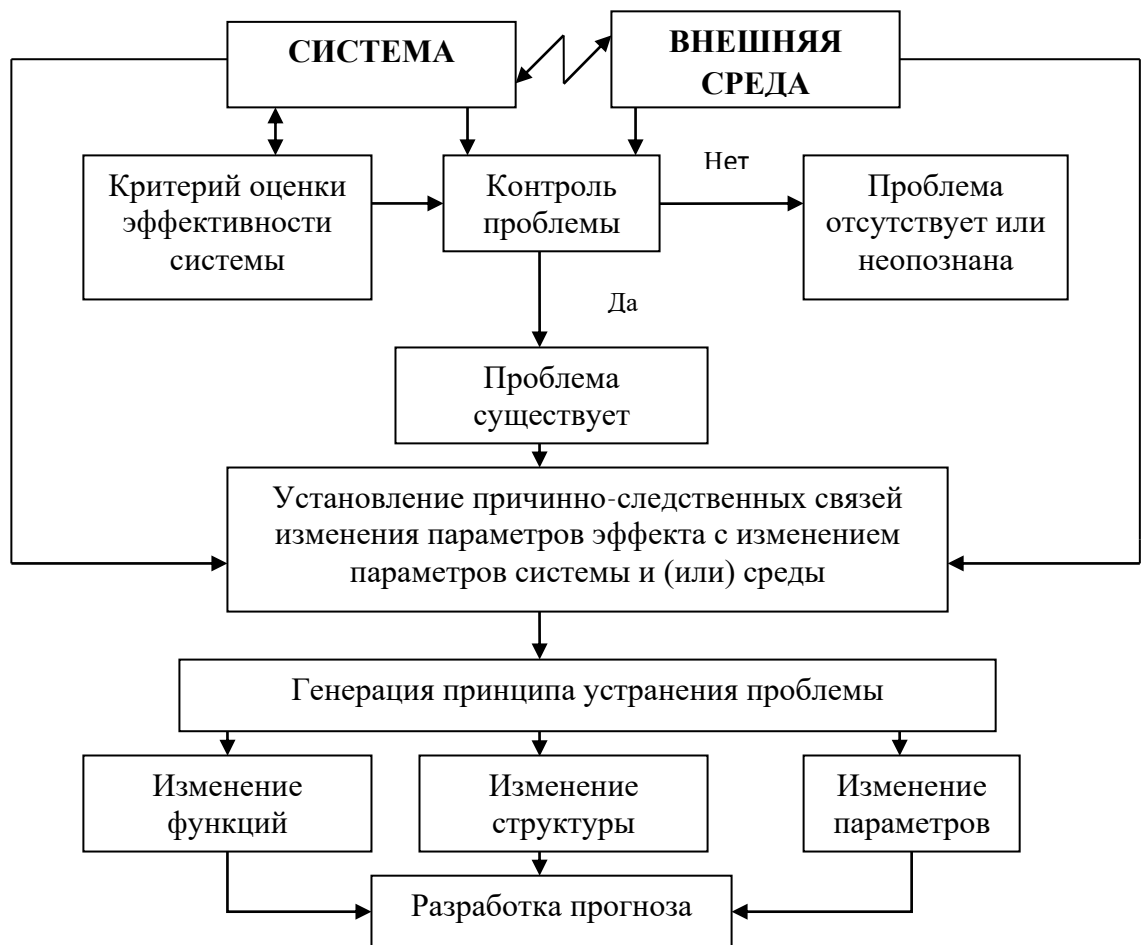 СИСТЕМА
ВНЕШНЯЯ
СРЕДА
Критерий оценки
эффективности
системы
Контроль
проблемы
Нет
Проблема
отсутствует или
неопознана
Да
Проблема
существует
Установление причинно-следственных связей
изменения параметров эффекта с изменением
параметров системы и (или) среды
Генерация принципа устранения проблемы
Изменение
функций
Изменение
структуры
Изменение
параметров
Разработка прогноза